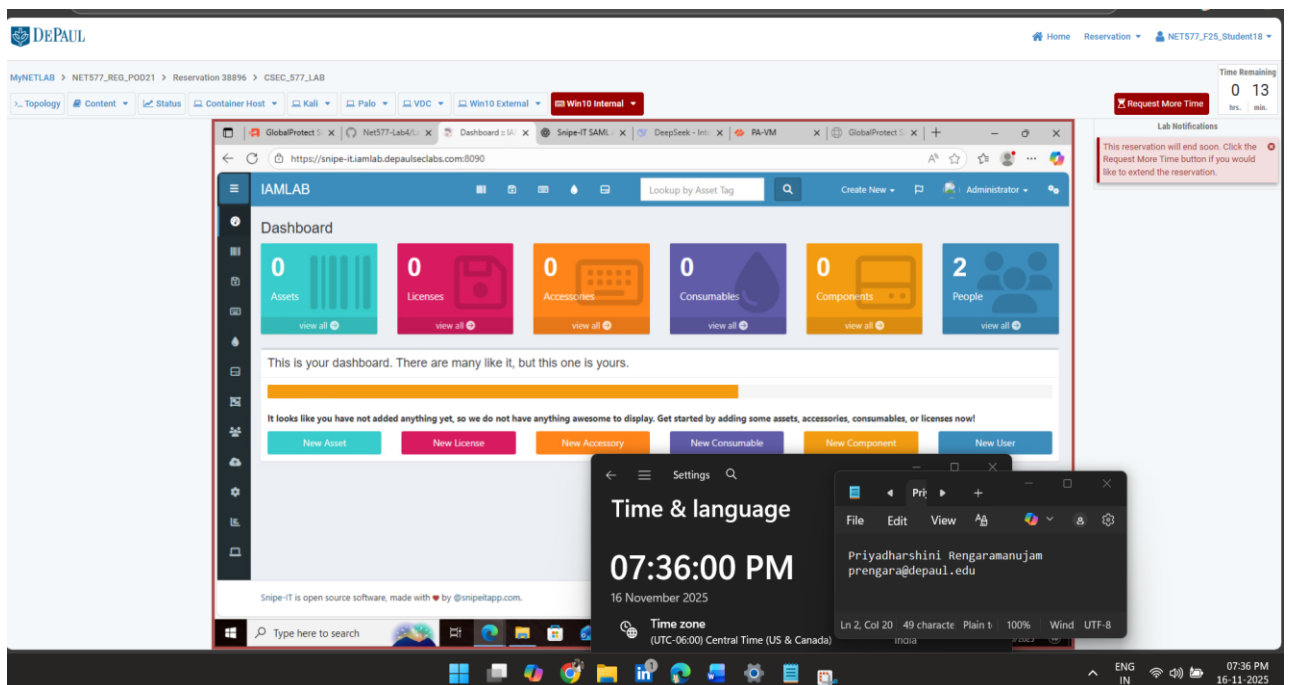 DEPAUL
Home Reservation NET577_F25_Student18
MyNETLAB > NET577_REG_POD21 > Reservation 38896 > CSEC_577_LAB
Time Remaining
0 13
hrs. min.
>_ Topology Content Status Container Host Kali Palo VDC Win10 External Win10 Internal
Request More Time
Lab Notifications
This reservation will end soon. Click the
Request More Time button if you would
like to extend the reservation.
GlobalProtect S Net577-Lab4/L Dashboard :: IA Snipe-IT SAML DeepSeek - Int PA-VM GlobalProtect S
https://snipe-it.iamlab.depaulseclabs.com:8090
IAMLAB
Lookup by Asset Tag
Create New
Administrator
Dashboard
0 0 0 0 0 2
Assets Licenses Accessories Consumables Components People
view all view all view all view all view all view all
This is your dashboard. There are many like it, but this one is yours.
It looks like you have not added anything yet, so we do not have anything awesome to display. Get started by adding some assets, accessories, consumables, or licenses now!
New Asset New License New Accessory New Consumable New Component New User
Snipe-IT is open source software, made with ♥ by @snipeitapp.com.
Type here to search
Settings
Time & language
07:36:00 PM
16 November 2025
Time zone
(UTC-06:00) Central Time (US & Canada)
India
File Edit View
Priyadharshini Rengaramanujam
prengara@depaul.edu
Ln 2, Col 20 49 characte Plain t 100% Wind UTF-8
ENG
IN
07:36 PM
16-11-2025